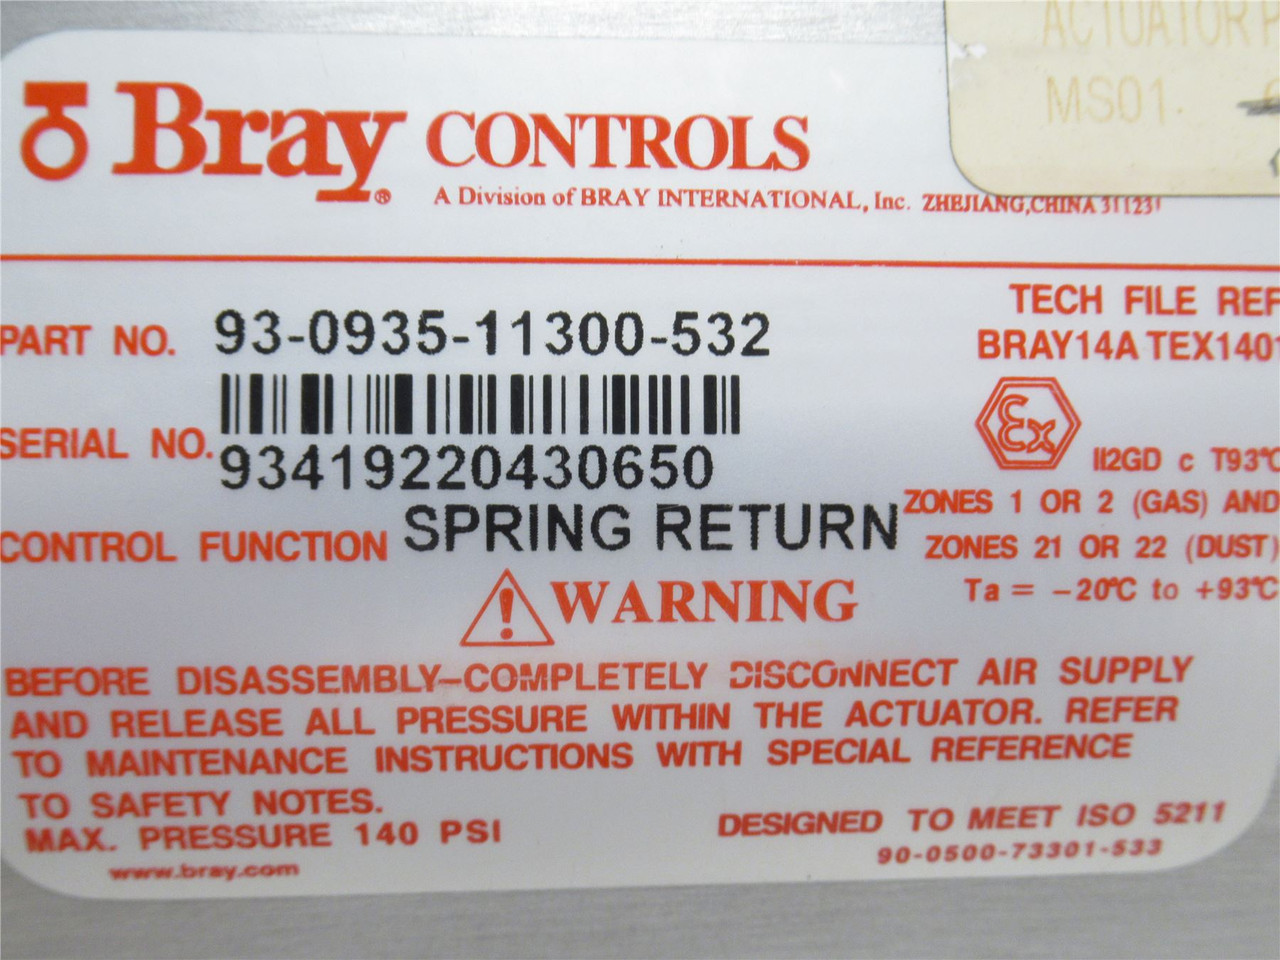 ACTUATOR
MS01
Bray® CONTROLS
A Division of BRAY INTERNATIONAL, Inc. ZHEJIANG,CHINA 31123
PART NO. 93-0935-11300-532
TECH FILE REF
BRAY14ATEX1401
SERIAL NO. 93419220430650
Ex
II2GD c T93°C
CONTROL FUNCTION SPRING RETURN
ZONES 1 OR 2 (GAS) AND
ZONES 21 OR 22 (DUST)
Ta = -20°C to +93°C
WARNING
BEFORE DISASSEMBLY-COMPLETELY DISCONNECT AIR SUPPLY
AND RELEASE ALL PRESSURE WITHIN THE ACTUATOR. REFER
TO MAINTENANCE INSTRUCTIONS WITH SPECIAL REFERENCE
TO SAFETY NOTES.
MAX. PRESSURE 140 PSI
DESIGNED TO MEET ISO 5211
90-0500-73301-533
www.bray.com